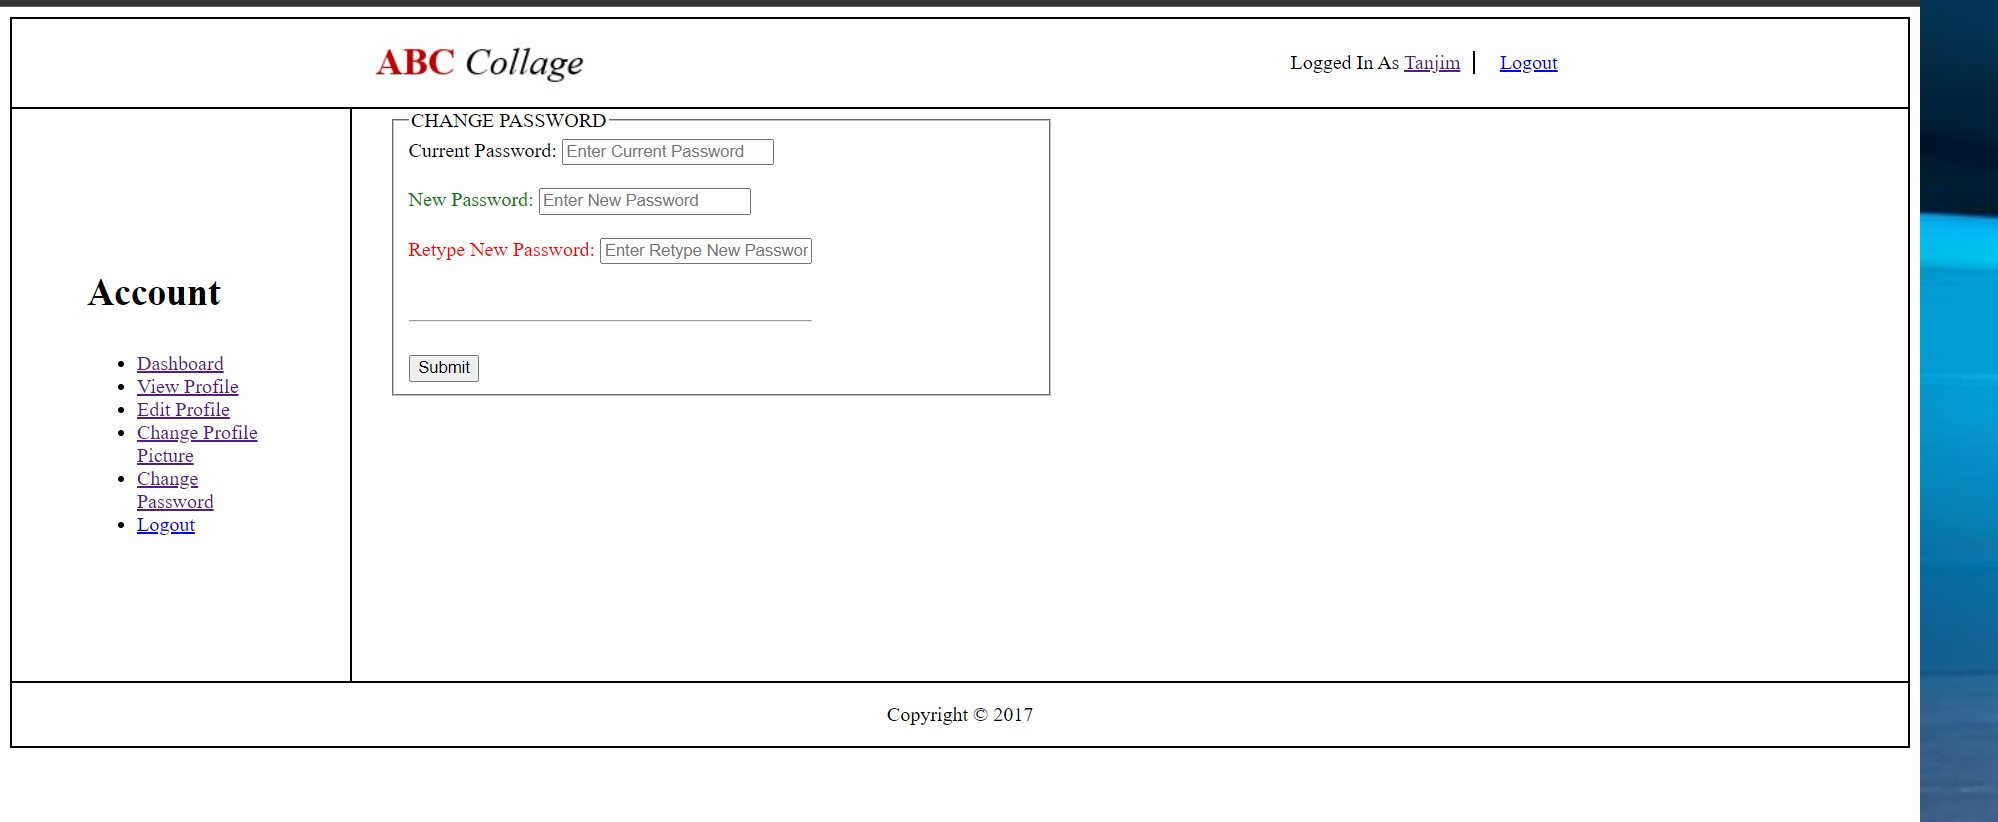 ABC Collage
Logged In As Tanjim | Logout
Account
Dashboard
View Profile
Edit Profile
Change Profile
Picture
Change
Password
Logout
CHANGE PASSWORD
Current Password: Enter Current Password
New Password: Enter New Password
Retype New Password: Enter Retype New Passwor
Submit
Copyright © 2017